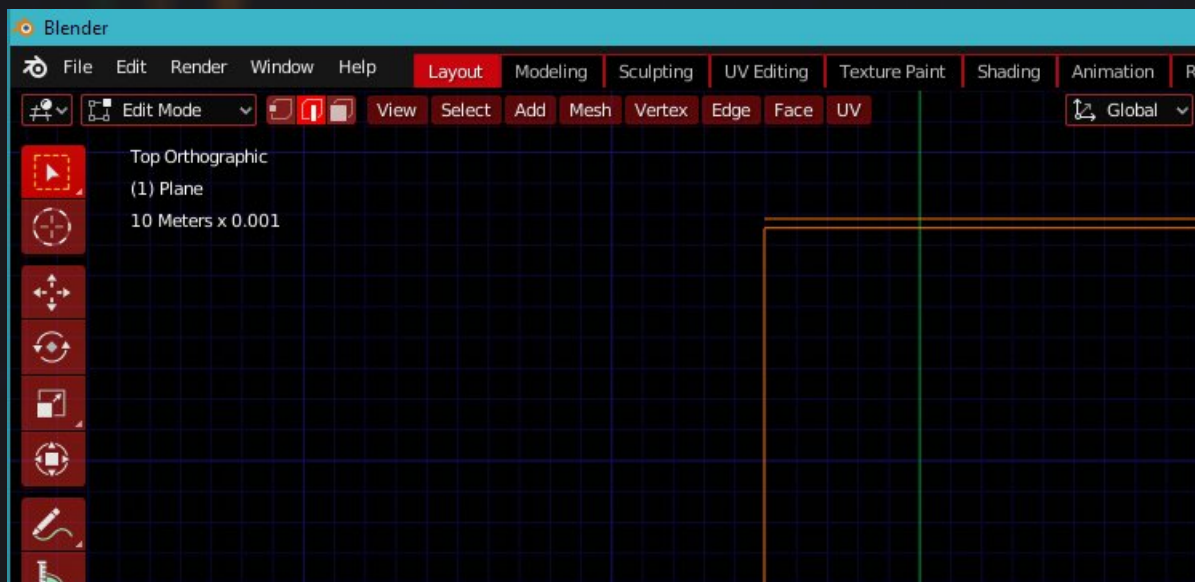 Blender
File Edit Render Window Help Layout Modeling Sculpting UV Editing Texture Paint Shading Animation R
Edit Mode View Select Add Mesh Vertex Edge Face UV Global
Top Orthographic
(1) Plane
10 Meters x 0.001